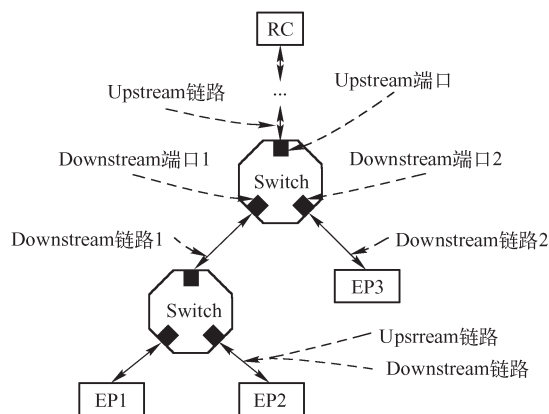 RC
...
Upstream链路
Upstream端口
Downstream端口1
Downstream端口2
Switch
Downstream链路1
Downstream链路2
EP3
Switch
Upsrream链路
Downstream链路
EP1
EP2